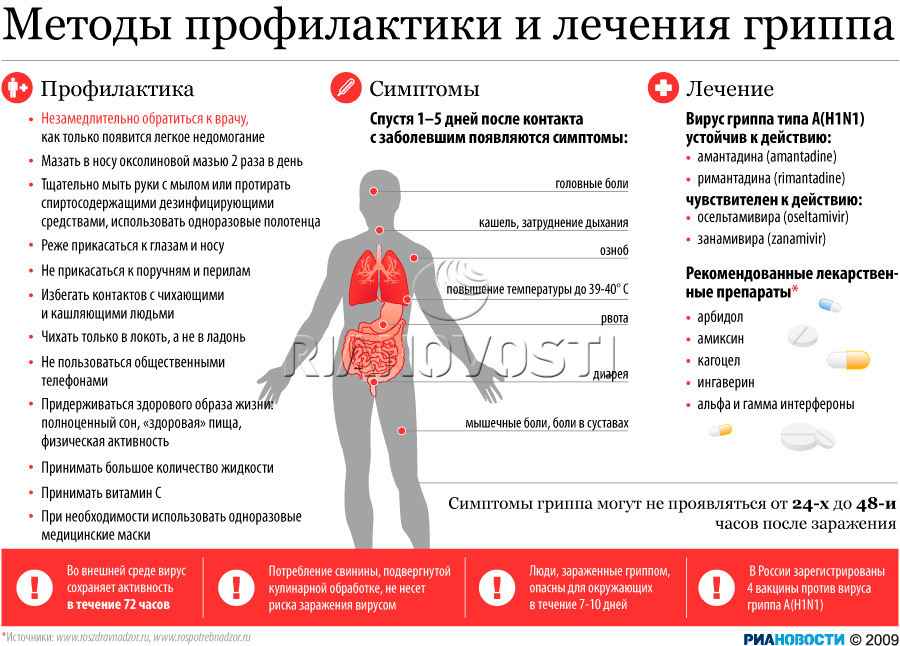 Методы профилактики и лечения гриппа
Профилактика
• Незамедлительно обратиться к врачу,
как только появится легкое недомогание
• Мазать в носу оксолиновой мазью 2 раза в день
• Тщательно мыть руки с мылом или протирать
спиртосодержащими дезинфицирующими
средствами, использовать одноразовые полотенца
• Реже прикасаться к глазам и носу
• Не прикасаться к поручням и перилам
• Избегать контактов с чихающими
и кашляющими людьми
• Чихать только в локоть, а не в ладонь
• Не пользоваться общественными
телефонами
• Придерживаться здорового образа жизни:
полноценный сон, «здоровая» пища,
физическая активность
• Принимать большое количество жидкости
• Принимать витамин С
• При необходимости использовать одноразовые
медицинские маски
Симптомы
Спустя 1–5 дней после контакта
с заболевшим появляются симптомы:
головные боли
кашель, затруднение дыхания
озноб
повышение температуры до 39-40° С
рвота
диарея
мышечные боли, боли в суставах
RIANOVOSTI
Лечение
Вирус гриппа типа А(H1N1)
устойчив к действию:
• амантадина (amantadine)
• римантадина (rimantadine)
чувствителен к действию:
• осельтамивира (oseltamivir)
• занамивира (zanamivir)
Рекомендованные лекарствен-
ные препараты*
• арбидол
• амиксин
• кагоцел
• ингаверин
• альфа и гамма интерфероны
Симптомы гриппа могут не проявляться от 24-х до 48-и
часов после заражения
! Во внешней среде вирус
сохраняет активность
в течение 72 часов
! Потребление свинины, подвергнутой
кулинарной обработке, не несет
риска заражения вирусом
! Люди, зараженные гриппом,
опасны для окружающих
в течение 7-10 дней
! В России зарегистрированы
4 вакцины против вируса
гриппа А(H1N1)
*Источники: www.roszdravnadzor.ru, www.rospotrebnadzor.ru
РИАНОВОСТИ © 2009